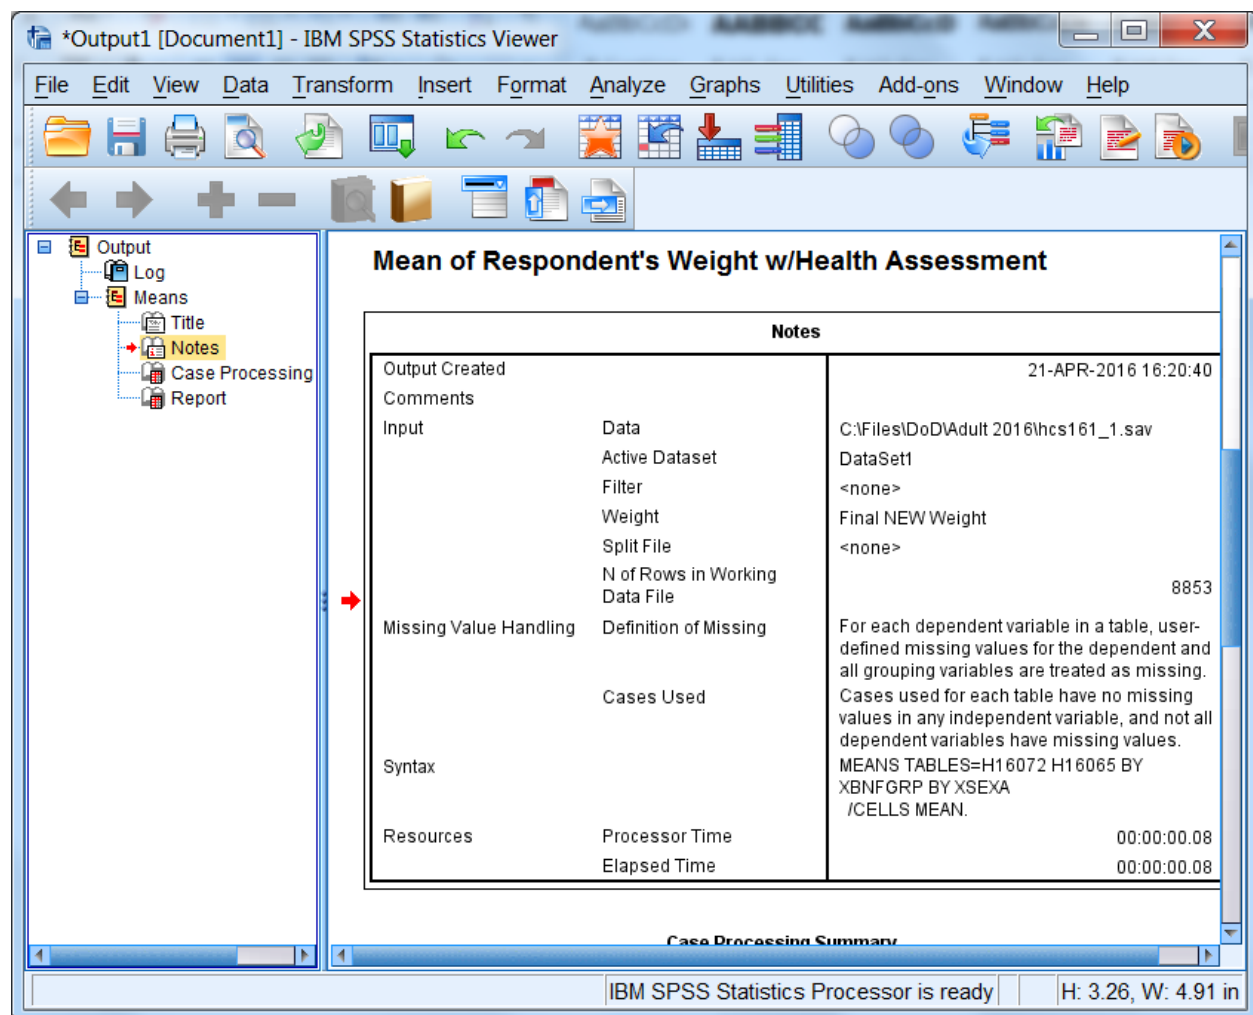 *Output1 [Document1] - IBM SPSS Statistics Viewer
File Edit View Data Transform Insert Format Analyze Graphs Utilities Add-ons Window Help
Output
Log
Means
Title
Notes
Case Processing
Report
Mean of Respondent's Weight w/Health Assessment
Notes
Output Created 21-APR-2016 16:20:40
Comments
Input Data C:\Files\DoD\Adult 2016\hcs161_1.sav
Active Dataset DataSet1
Filter <none>
Weight Final NEW Weight
Split File <none>
N of Rows in Working
Data File 8853
Missing Value Handling Definition of Missing For each dependent variable in a table, user-
defined missing values for the dependent and
all grouping variables are treated as missing.
Cases Used Cases used for each table have no missing
values in any independent variable, and not all
dependent variables have missing values.
Syntax MEANS TABLES=H16072 H16065 BY
XBNFGRP BY XSEXA
/CELLS MEAN.
Resources Processor Time 00:00:00.08
Elapsed Time 00:00:00.08
Case Processing Summary
IBM SPSS Statistics Processor is ready H: 3.26, W: 4.91 in